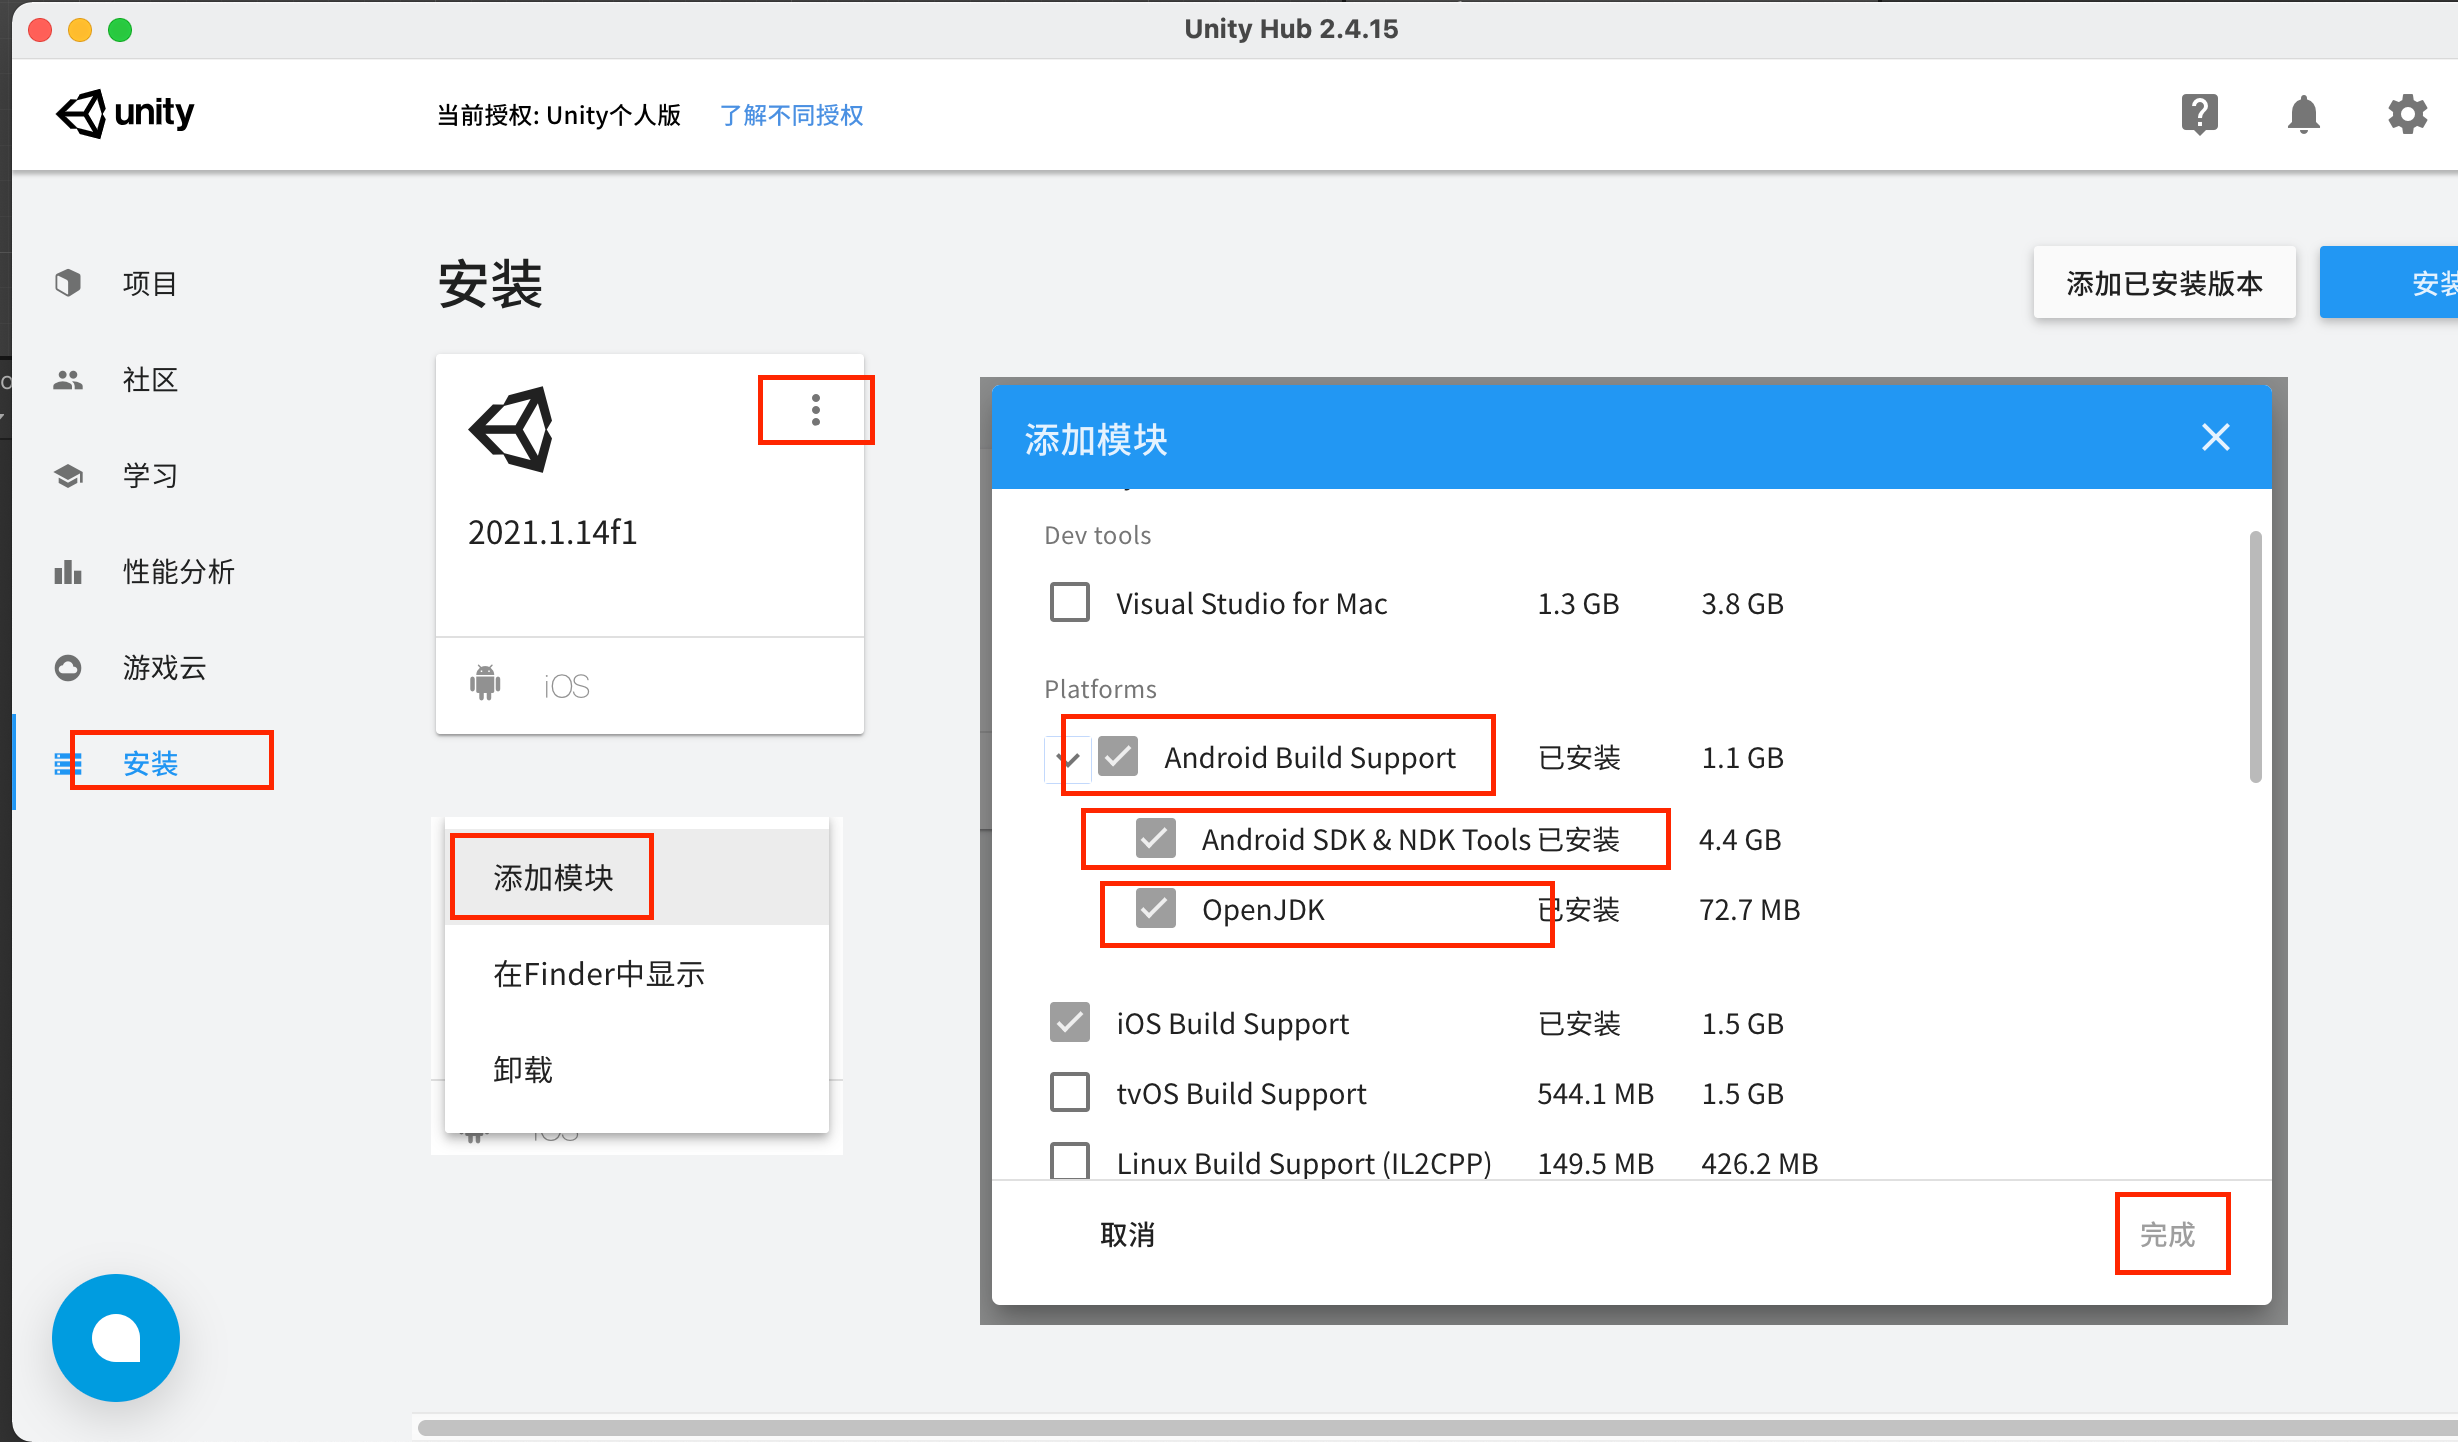 Unity Hub 2.4.15
unity
当前授权: Unity个人版 了解不同授权
项目
社区
学习
性能分析
游戏云
安装
安装
添加已安装版本
安装
2021.1.14f1
iOS
添加模块
在Finder中显示
卸载
iOS
添加模块
Dev tools
Visual Studio for Mac 1.3 GB 3.8 GB
Platforms
Android Build Support 已安装 1.1 GB
Android SDK & NDK Tools 已安装 4.4 GB
OpenJDK 已安装 72.7 MB
iOS Build Support 已安装 1.5 GB
tvOS Build Support 544.1 MB 1.5 GB
Linux Build Support (IL2CPP) 149.5 MB 426.2 MB
取消
完成